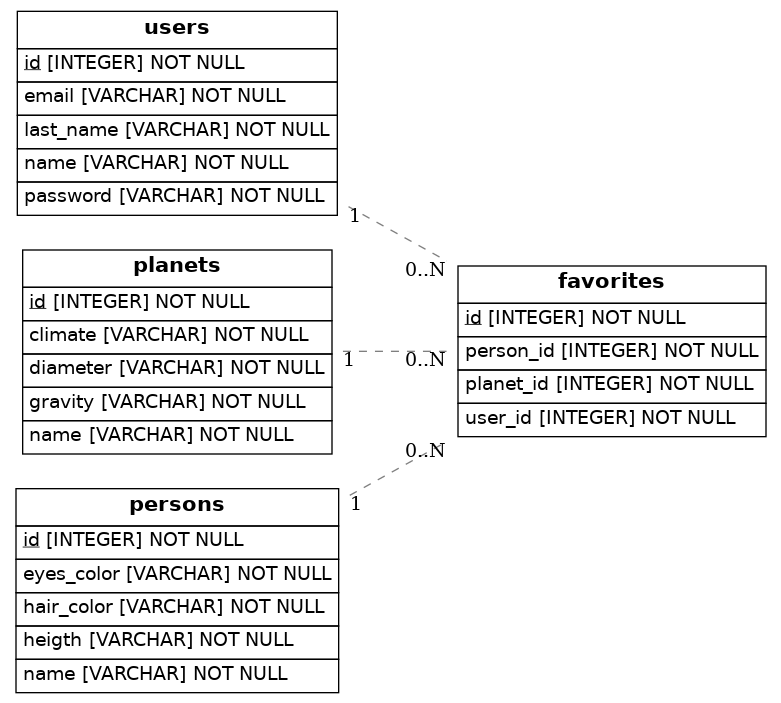 users
id [INTEGER] NOT NULL
email [VARCHAR] NOT NULL
last_name [VARCHAR] NOT NULL
name [VARCHAR] NOT NULL
password [VARCHAR] NOT NULL
1
0..N
planets
id [INTEGER] NOT NULL
climate [VARCHAR] NOT NULL
diameter [VARCHAR] NOT NULL
gravity [VARCHAR] NOT NULL
name [VARCHAR] NOT NULL
1
0..N
favorites
id [INTEGER] NOT NULL
person_id [INTEGER] NOT NULL
planet_id [INTEGER] NOT NULL
user_id [INTEGER] NOT NULL
0..N
1
persons
id [INTEGER] NOT NULL
eyes_color [VARCHAR] NOT NULL
hair_color [VARCHAR] NOT NULL
heigth [VARCHAR] NOT NULL
name [VARCHAR] NOT NULL